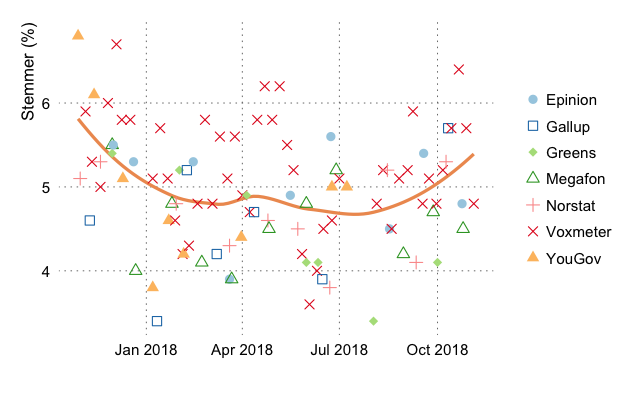 Stemmer (%)
6
5
4
Jan 2018 Apr 2018 Jul 2018 Oct 2018
Epinion
Gallup
Greens
Megafon
Norstat
Voxmeter
YouGov